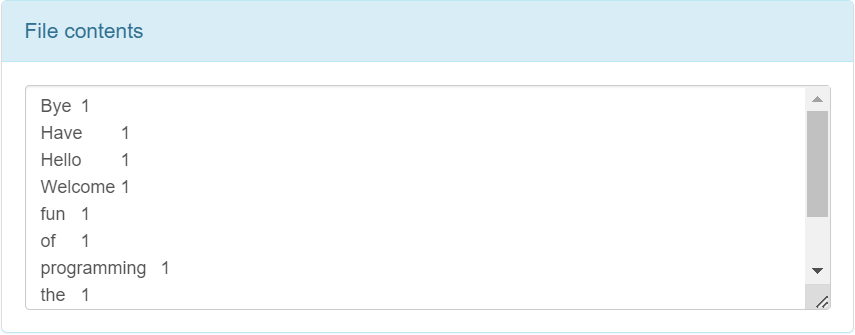 File contents
Bye 1
Have 1
Hello 1
Welcome 1
fun 1
of 1
programming 1
the 1